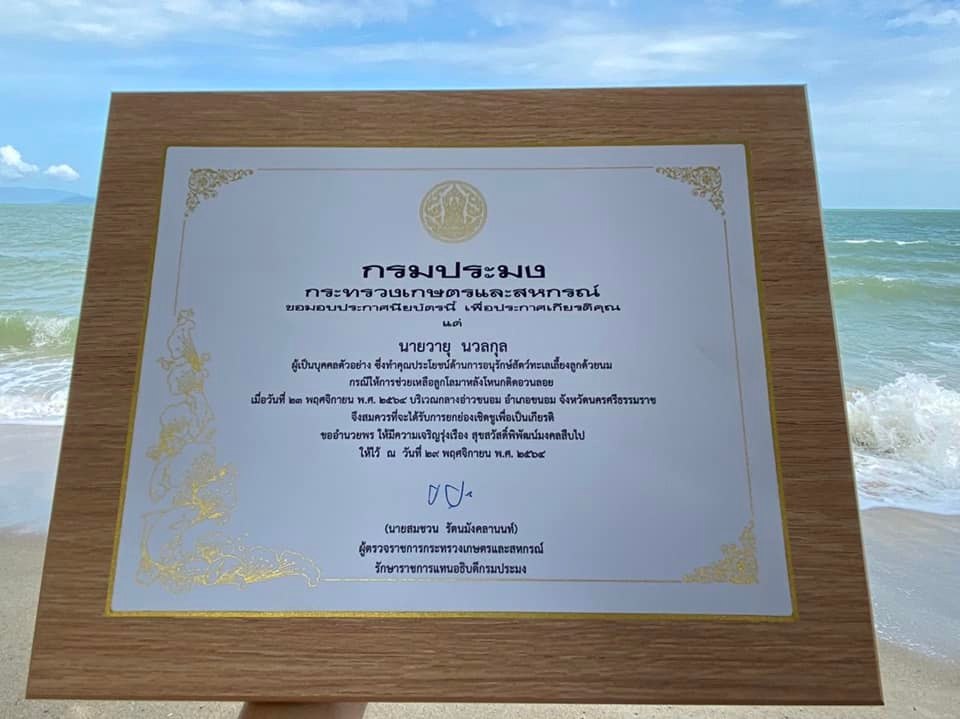 กรมประมง
กระทรวงเกษตรและสหกรณ์
ขอมอบประกาศนียบัตรนี้ เพื่อประกาศเกียรติคุณ
แด่
นายวายุ นวลกุล
ผู้เป็นบุคคลตัวอย่าง ซึ่งทำคุณประโยชน์ด้านการอนุรักษ์สัตว์ทะเลเลี้ยงลูกด้วยนม
กรณีให้การช่วยเหลือลูกโลมาหลังโหนกติดอวนลอย
เมื่อวันที่ ๒๓ พฤศจิกายน พ.ศ. ๒๕๖๔ บริเวณกลางอ่าวขนอม อำเภอขนอม จังหวัดนครศรีธรรมราช
จึงสมควรที่จะได้รับการยกย่องเชิดชูเพื่อเป็นเกียรติ
ขออำนวยพร ให้มีความเจริญรุ่งเรือง สุขสวัสดิ์พิพัฒน์มงคลสืบไป
ให้ไว้ ณ วันที่ ๒๙ พฤศจิกายน พ.ศ. ๒๕๖๔
(นายสมชวน รัตนมังคลานนท์)
ผู้ตรวจราชการกระทรวงเกษตรและสหกรณ์
รักษาราชการแทนอธิบดีกรมประมง